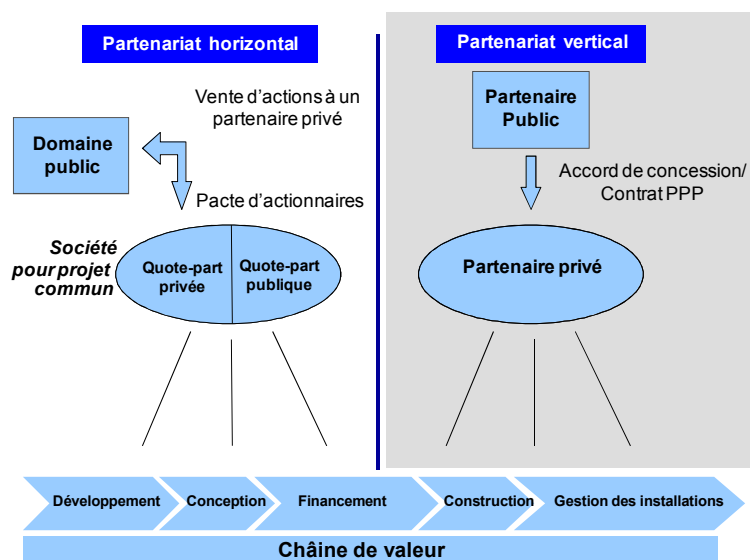 Partenariat horizontal
Vente d'actions à un
partenaire privé
Domaine
public
Pacte d'actionnaires
Société
pour projet
commun
Quote-part
privée
Quote-part
publique
Partenariat vertical
Partenaire
Public
Accord de concession/
Contrat PPP
Partenaire privé
Développement
Conception
Financement
Construction
Gestion des installations
Châine de valeur